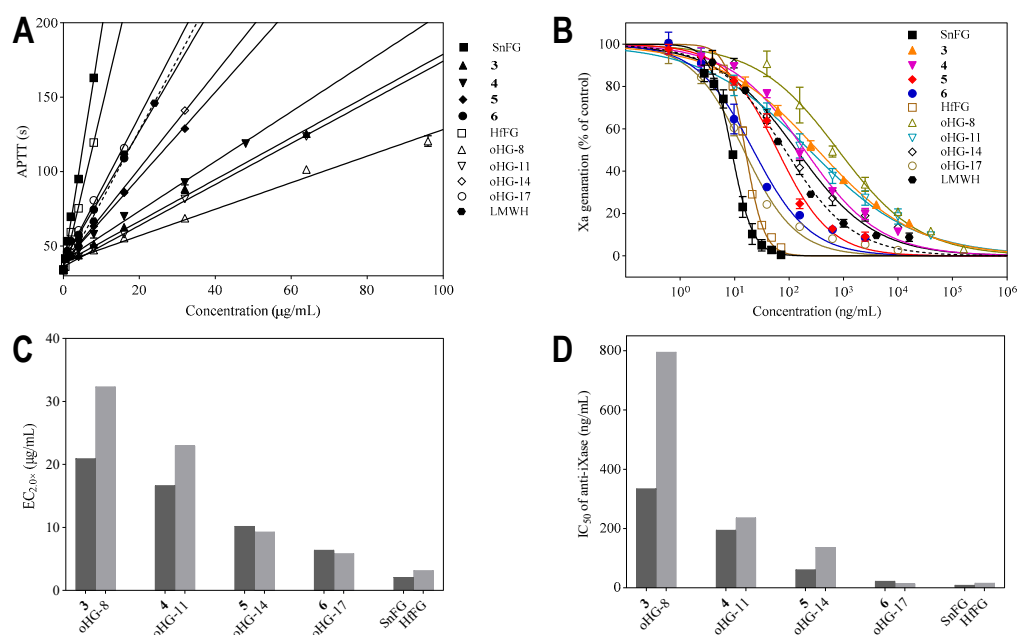 A
200
150
100
50
APTT (s)
0 20 40 60 80 100
Concentration (µg/mL)
SnFG
3
4
5
6
HfFG
oHG-8
oHG-11
oHG-14
oHG-17
LMWH
B
100
80
60
40
20
0
Xa genaration (% of control)
10⁰ 10¹ 10² 10³ 10⁴ 10⁵ 10⁶
Concentration (ng/mL)
SnFG
3
4
5
6
HfFG
oHG-8
oHG-11
oHG-14
oHG-17
LMWH
C
40
30
20
10
0
EC2.0× (µg/mL)
3 oHG-8 4 oHG-11 5 oHG-14 6 oHG-17 SnFG HfFG
D
800
600
400
200
0
IC50 of anti-iXase (ng/mL)
3 oHG-8 4 oHG-11 5 oHG-14 6 oHG-17 SnFG HfFG